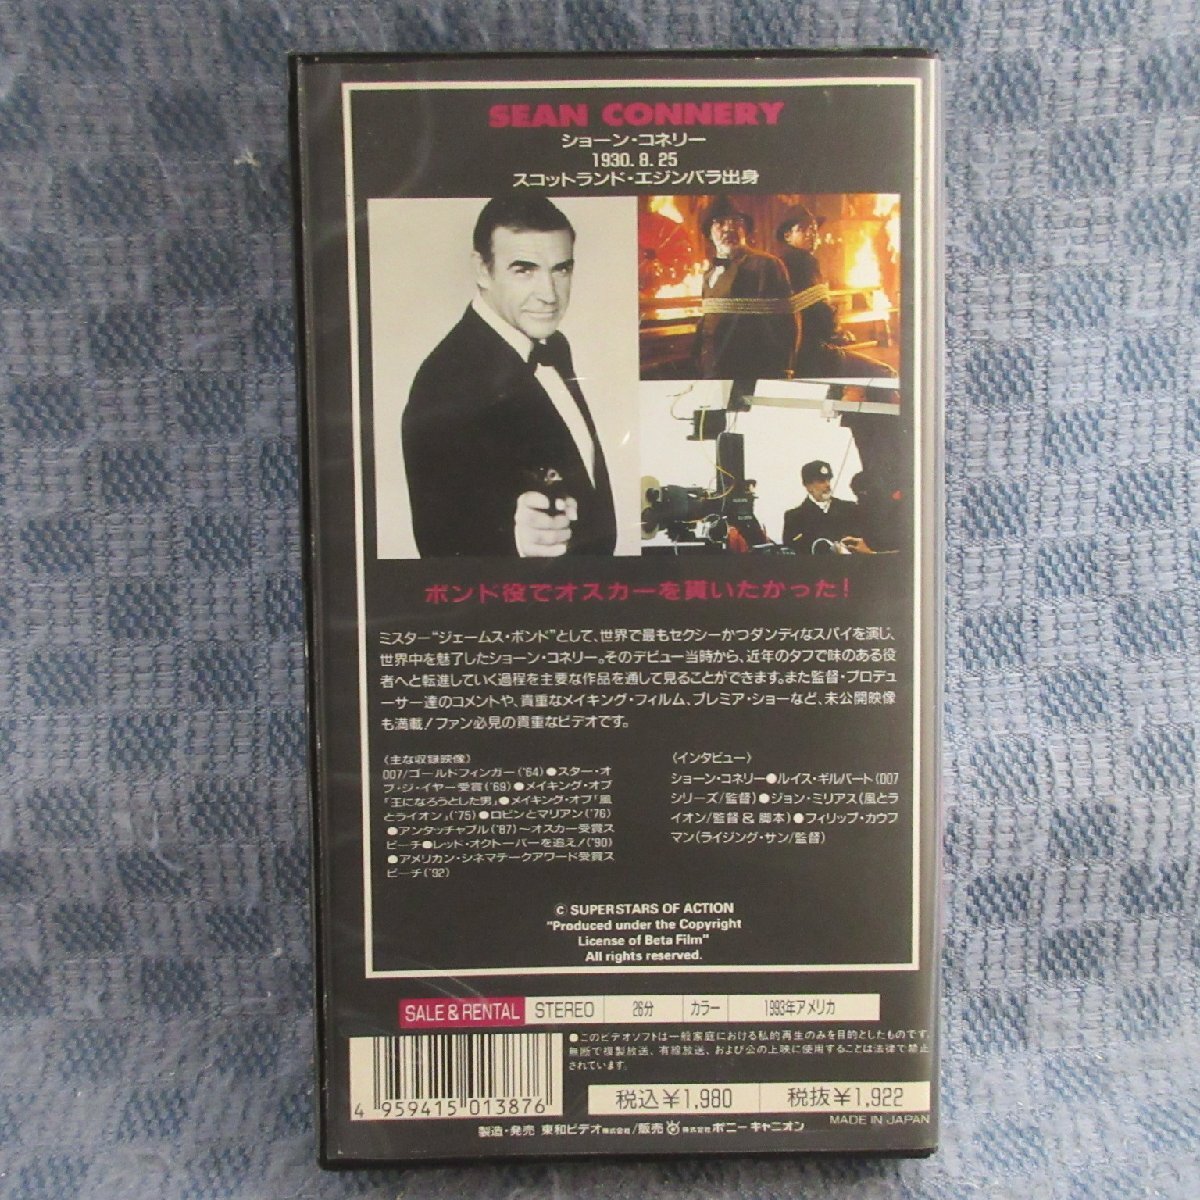 SEAN CONNERY
ショーン・コネリー
1930. 8. 25
スコットランド・エジンバラ出身
ボンド役でオスカーを貰いたかった!
ミスター“ジェームス・ボンド”として、世界で最もセクシーかつダンディなスパイを演じ、
世界中を魅了したショーン・コネリー。そのデビュー当時から、近年のタフで味のある役
者へと転進していく過程を主要な作品を通して見ることができます。また監督・プロデュ
ーサー達のコメントや、貴重なメイキング・フィルム、プレミア・ショーなど、未公開映像
も満載!ファン必見の貴重なビデオです。
〈主な収録映像〉
007/ゴールドフィンガー('64)●スター・オ
ブ・ジ・イヤー受賞('69)●メイキング・オブ
「王になろうとした男」●メイキング・オブ「風
とライオン」('75)●ロビンとマリアン('76)
●アンタッチャブル('87)〜オスカー受賞ス
ピーチ●レッド・オクトーバーを追え!('90)
●アメリカン・シネマテークアワード受賞ス
ピーチ('92)
〈インタビュー〉
ショーン・コネリー●ルイス・ギルバート(007
シリーズ/監督)●ジョン・ミリアス(風とラ
イオン/監督&脚本)●フィリップ・カウフ
マン(ライジング・サン/監督)
© SUPERSTARS OF ACTION
"Produced under the Copyright
License of Beta Film"
All rights reserved.
SALE & RENTAL STEREO 26分 カラー 1993年アメリカ
●このビデオソフトは一般家庭における私的再生のみを目的としたものです。
無断で複製放送、有線放送、および公の上映に使用することは法律で禁止
されています。
4 959415 013876
税込¥1,980 税抜¥1,922
MADE IN JAPAN
製造・発売 東和ビデオ株式会社/販売 株式会社ポニーキャニオン